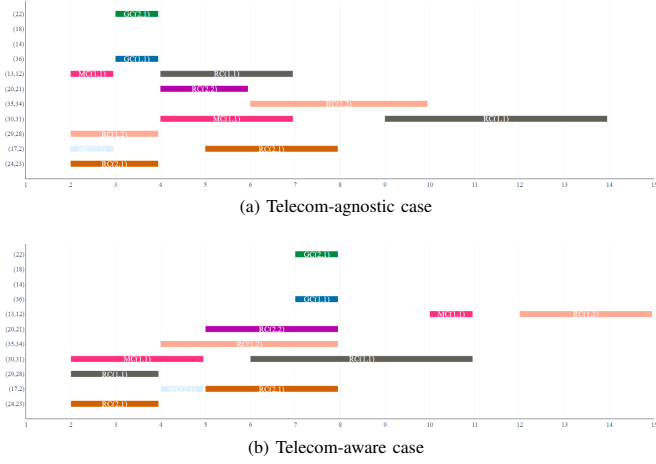 (22) GC(2,1)
(18)
(14)
(36) GC(1,1)
(13,12) MC(1,1) RC(1,1)
(20,21) RC(2,2)
(35,34) RC(1,2)
(30,31) MC(1,1) RC(1,1)
(29,28) RC(1,2)
(17,2) MC(2,1) RC(2,1)
(24,23) RC(2,1)
1 2 3 4 5 6 7 8 9 10 11 12 13 14 15
(a) Telecom-agnostic case
(22) GC(2,1)
(18)
(14)
(36) GC(1,1)
(13,12) MC(1,1) RC(1,2)
(20,21) RC(2,2)
(35,34) RC(1,2)
(30,31) MC(1,1) RC(1,1)
(29,28) RC(1,1)
(17,2) MC(2,1) RC(2,1)
(24,23) RC(2,1)
1 2 3 4 5 6 7 8 9 10 11 12 13 14 15
(b) Telecom-aware case